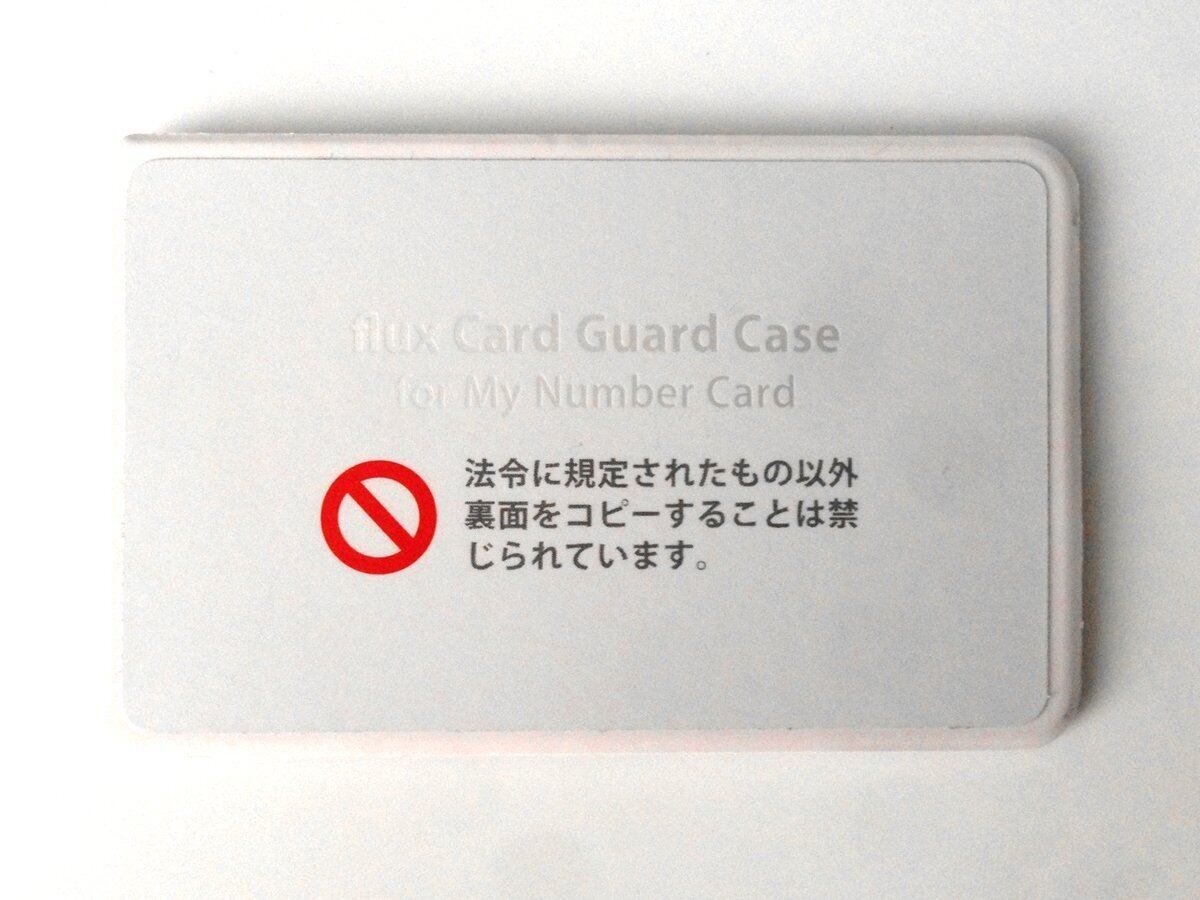 flux Card Guard Case
for My Number Card
法令に規定されたもの以外
裏面をコピーすることは禁
じられています。